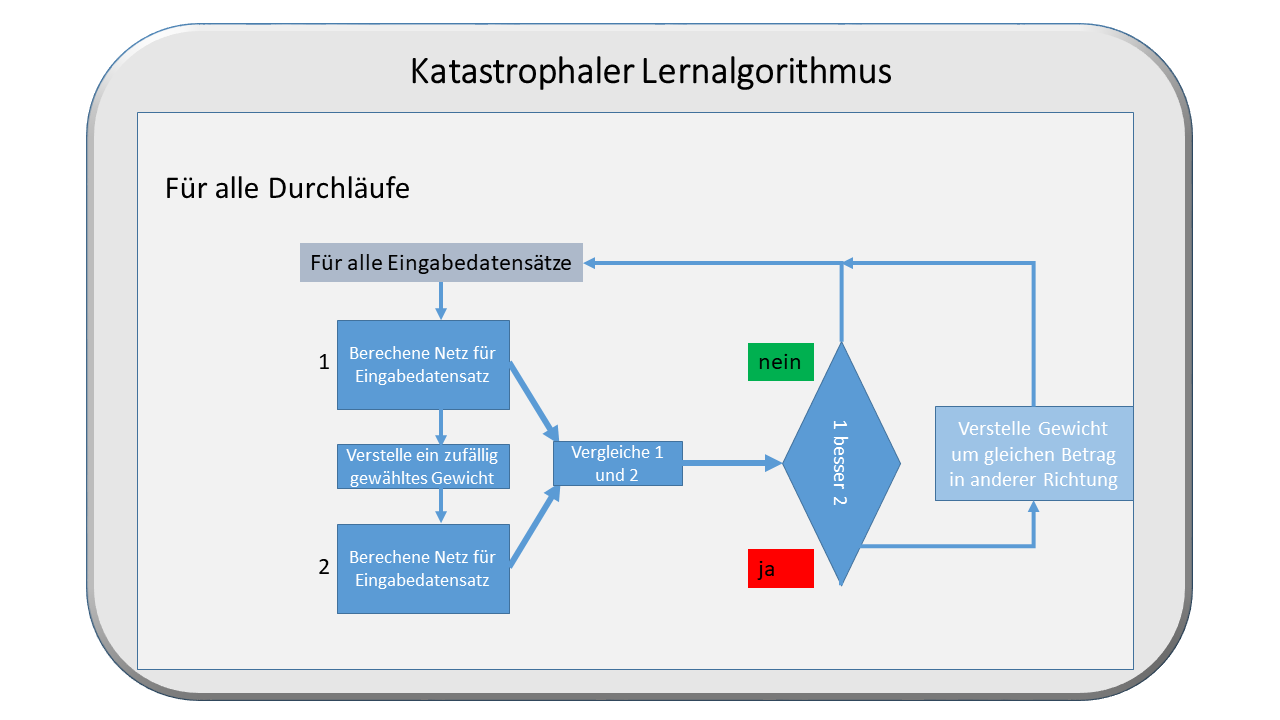 Katastrophaler Lernalgorithmus
Für alle Durchläufe
Für alle Eingabedatensätze
1
Berechene Netz für
Eingabedatensatz
Verstelle ein zufällig
gewähltes Gewicht
2
Berechene Netz für
Eingabedatensatz
Vergleiche 1
und 2
nein
1 besser 2
ja
Verstelle Gewicht
um gleichen Betrag
in anderer Richtung